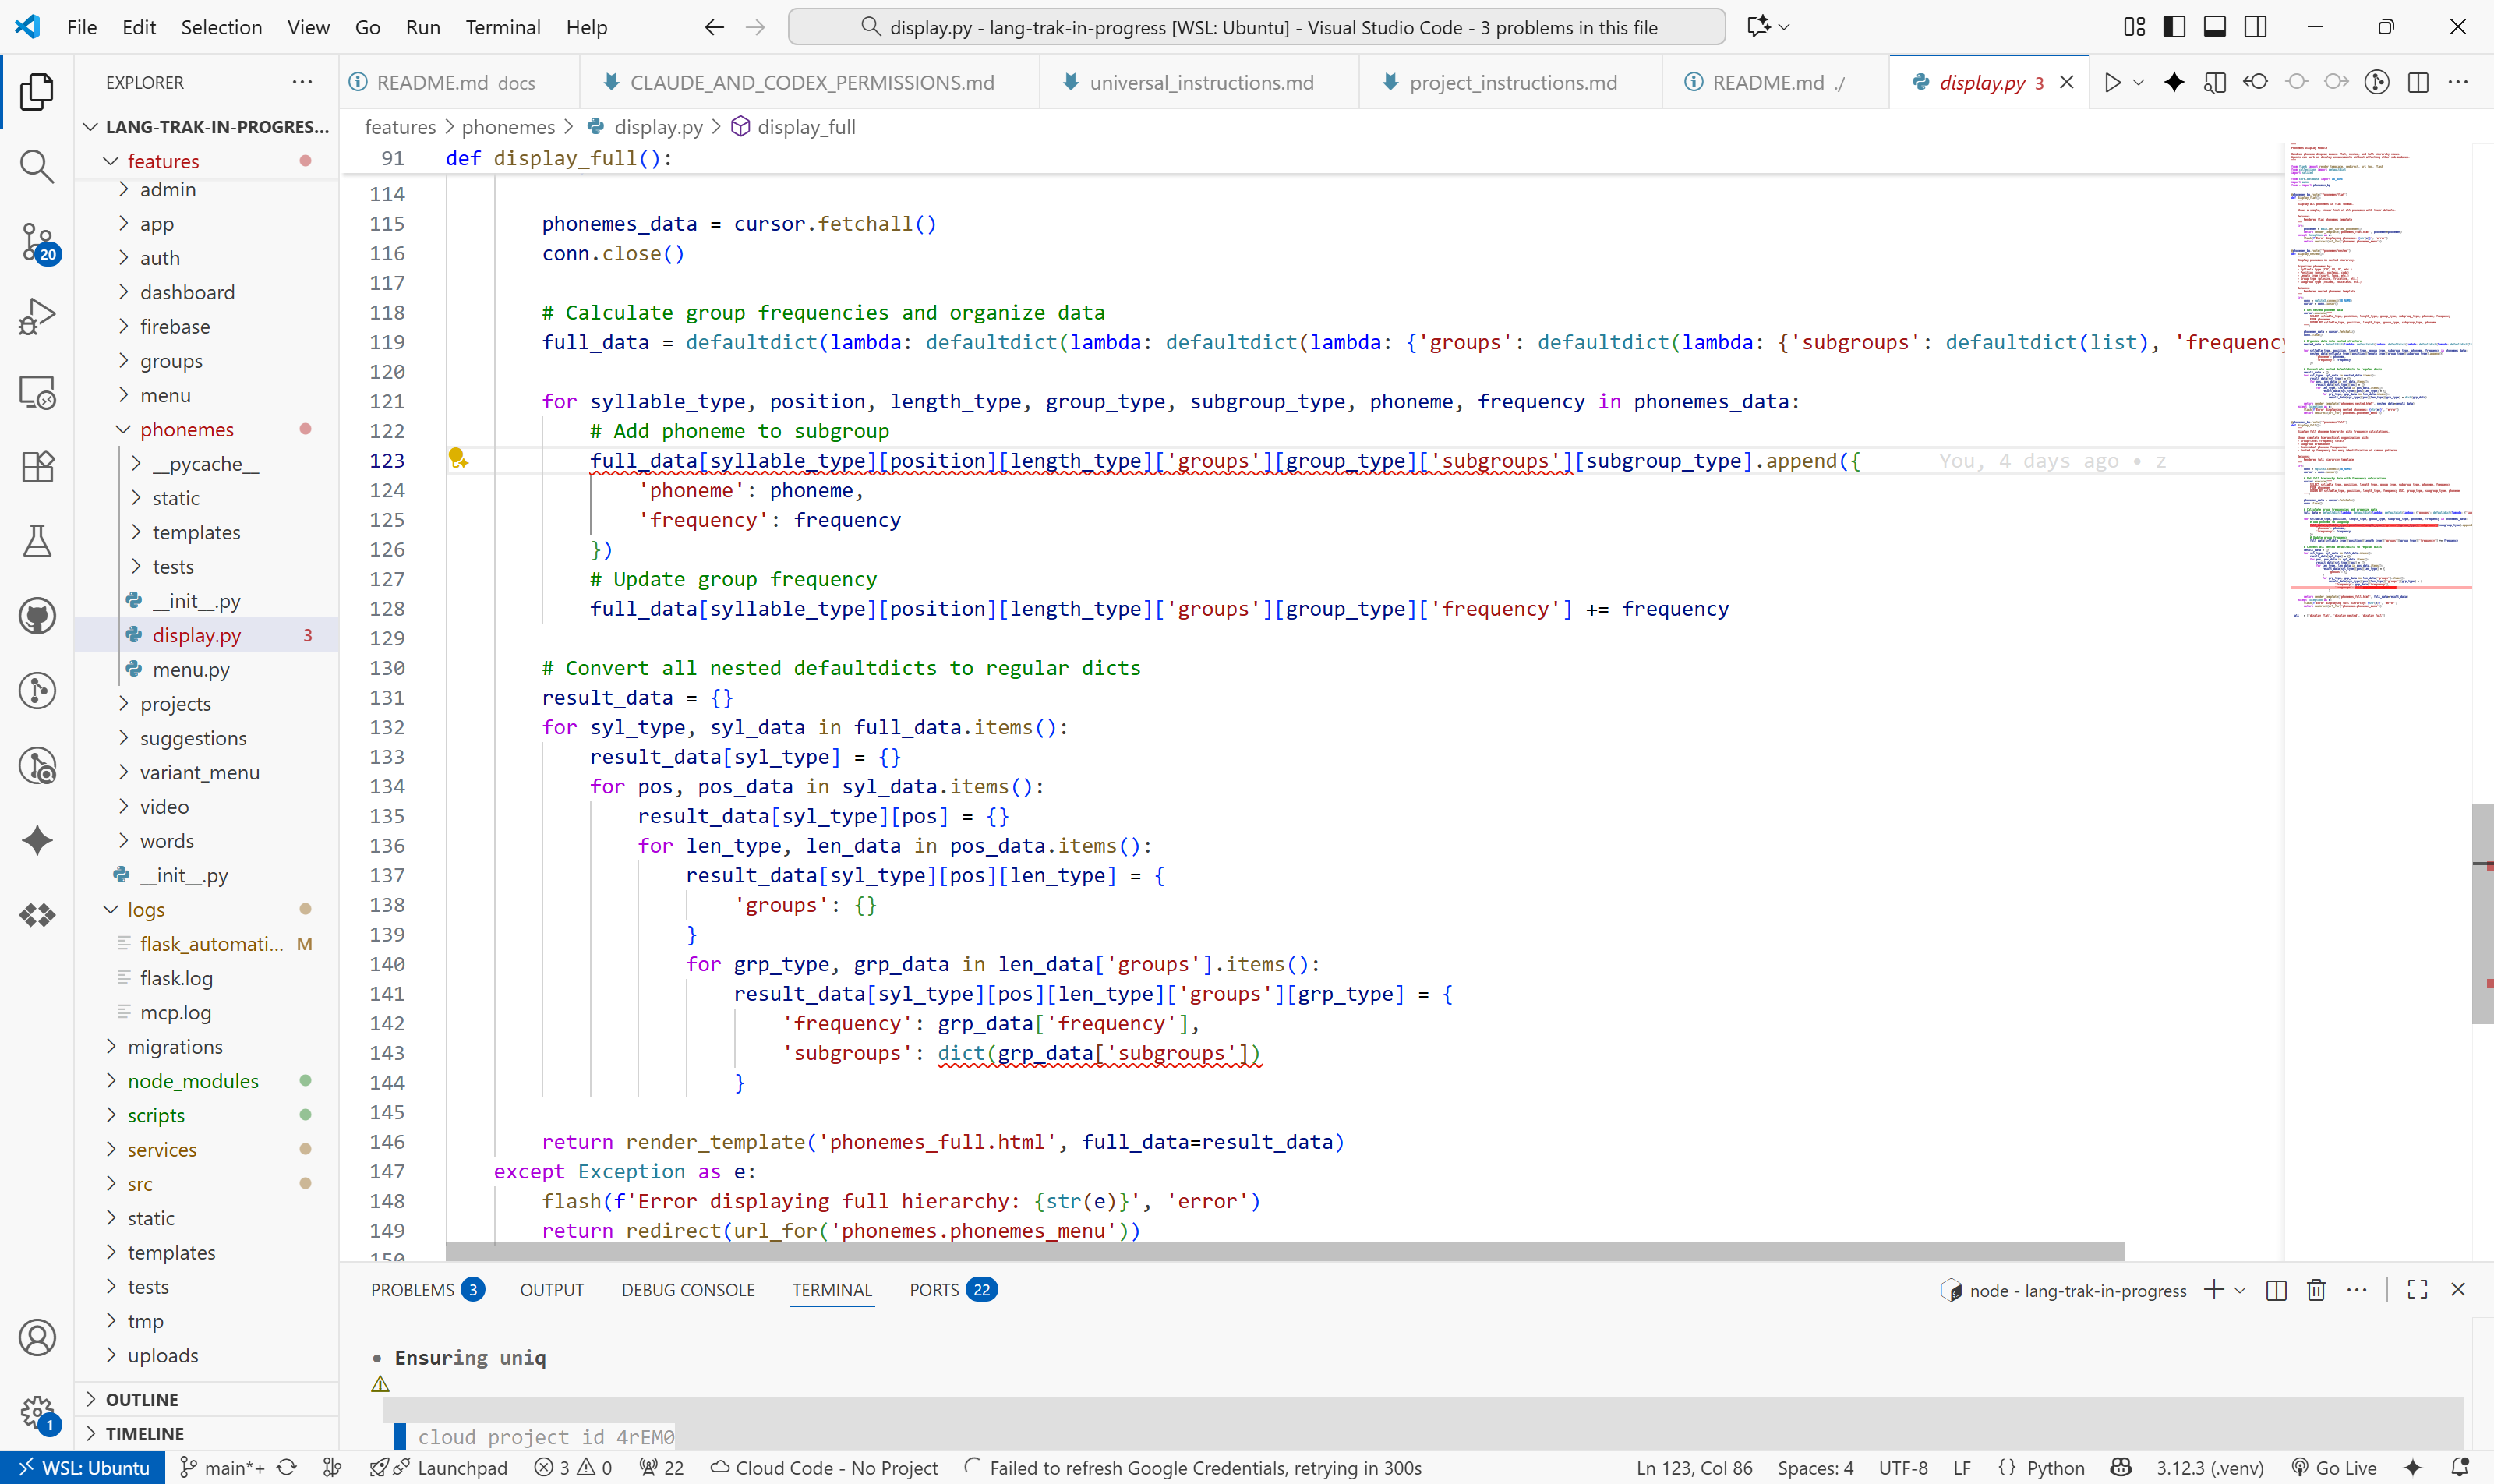 File Edit Selection View Go Run Terminal Help
display.py - lang-trak-in-progress [WSL: Ubuntu] - Visual Studio Code - 3 problems in this file
EXPLORER
README.md docs
CLAUDE_AND_CODEX_PERMISSIONS.md
universal_instructions.md
project_instructions.md
README.md ./
display.py 3
LANG-TRAK-IN-PROGRES...
features
admin
app
auth
dashboard
firebase
groups
menu
phonemes
__pycache__
static
templates
tests
__init__.py
display.py 3
menu.py
projects
suggestions
variant_menu
video
words
__init__.py
logs
flask_automati... M
flask.log
mcp.log
migrations
node_modules
scripts
services
src
static
templates
tests
tmp
uploads
OUTLINE
TIMELINE
20
1
features > phonemes > display.py > display_full
91 def display_full():
114
115 phonemes_data = cursor.fetchall()
116 conn.close()
117
118 # Calculate group frequencies and organize data
119 full_data = defaultdict(lambda: defaultdict(lambda: defaultdict(lambda: {'groups': defaultdict(lambda: {'subgroups': defaultdict(list), 'frequency
120
121 for syllable_type, position, length_type, group_type, subgroup_type, phoneme, frequency in phonemes_data:
122 # Add phoneme to subgroup
123 full_data[syllable_type][position][length_type]['groups'][group_type]['subgroups'][subgroup_type].append({ You, 4 days ago • z
124 'phoneme': phoneme,
125 'frequency': frequency
126 })
127 # Update group frequency
128 full_data[syllable_type][position][length_type]['groups'][group_type]['frequency'] += frequency
129
130 # Convert all nested defaultdicts to regular dicts
131 result_data = {}
132 for syl_type, syl_data in full_data.items():
133 result_data[syl_type] = {}
134 for pos, pos_data in syl_data.items():
135 result_data[syl_type][pos] = {}
136 for len_type, len_data in pos_data.items():
137 result_data[syl_type][pos][len_type] = {
138 'groups': {}
139 }
140 for grp_type, grp_data in len_data['groups'].items():
141 result_data[syl_type][pos][len_type]['groups'][grp_type] = {
142 'frequency': grp_data['frequency'],
143 'subgroups': dict(grp_data['subgroups'])
144 }
145
146 return render_template('phonemes_full.html', full_data=result_data)
147 except Exception as e:
148 flash(f'Error displaying full hierarchy: {str(e)}', 'error')
149 return redirect(url_for('phonemes.phonemes_menu'))
150
PROBLEMS 3 OUTPUT DEBUG CONSOLE TERMINAL PORTS 22
node - lang-trak-in-progress
• Ensuring uniq
cloud project id 4rEM0
WSL: Ubuntu main*+ Launchpad 3 0 22 Cloud Code - No Project Failed to refresh Google Credentials, retrying in 300s Ln 123, Col 86 Spaces: 4 UTF-8 LF {} Python 3.12.3 (.venv) Go Live